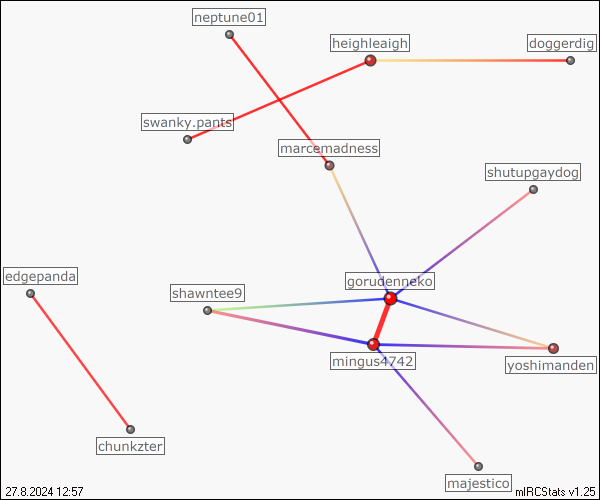 neptune01
heighleaigh
doggerdig
swanky.pants
marcemadness
shutupgaydog
edgepanda
gorudenneko
shawntee9
mingus4742
yoshimanden
chunkzter
majestico
27.8.2024 12:57
mIRCStats v1.25